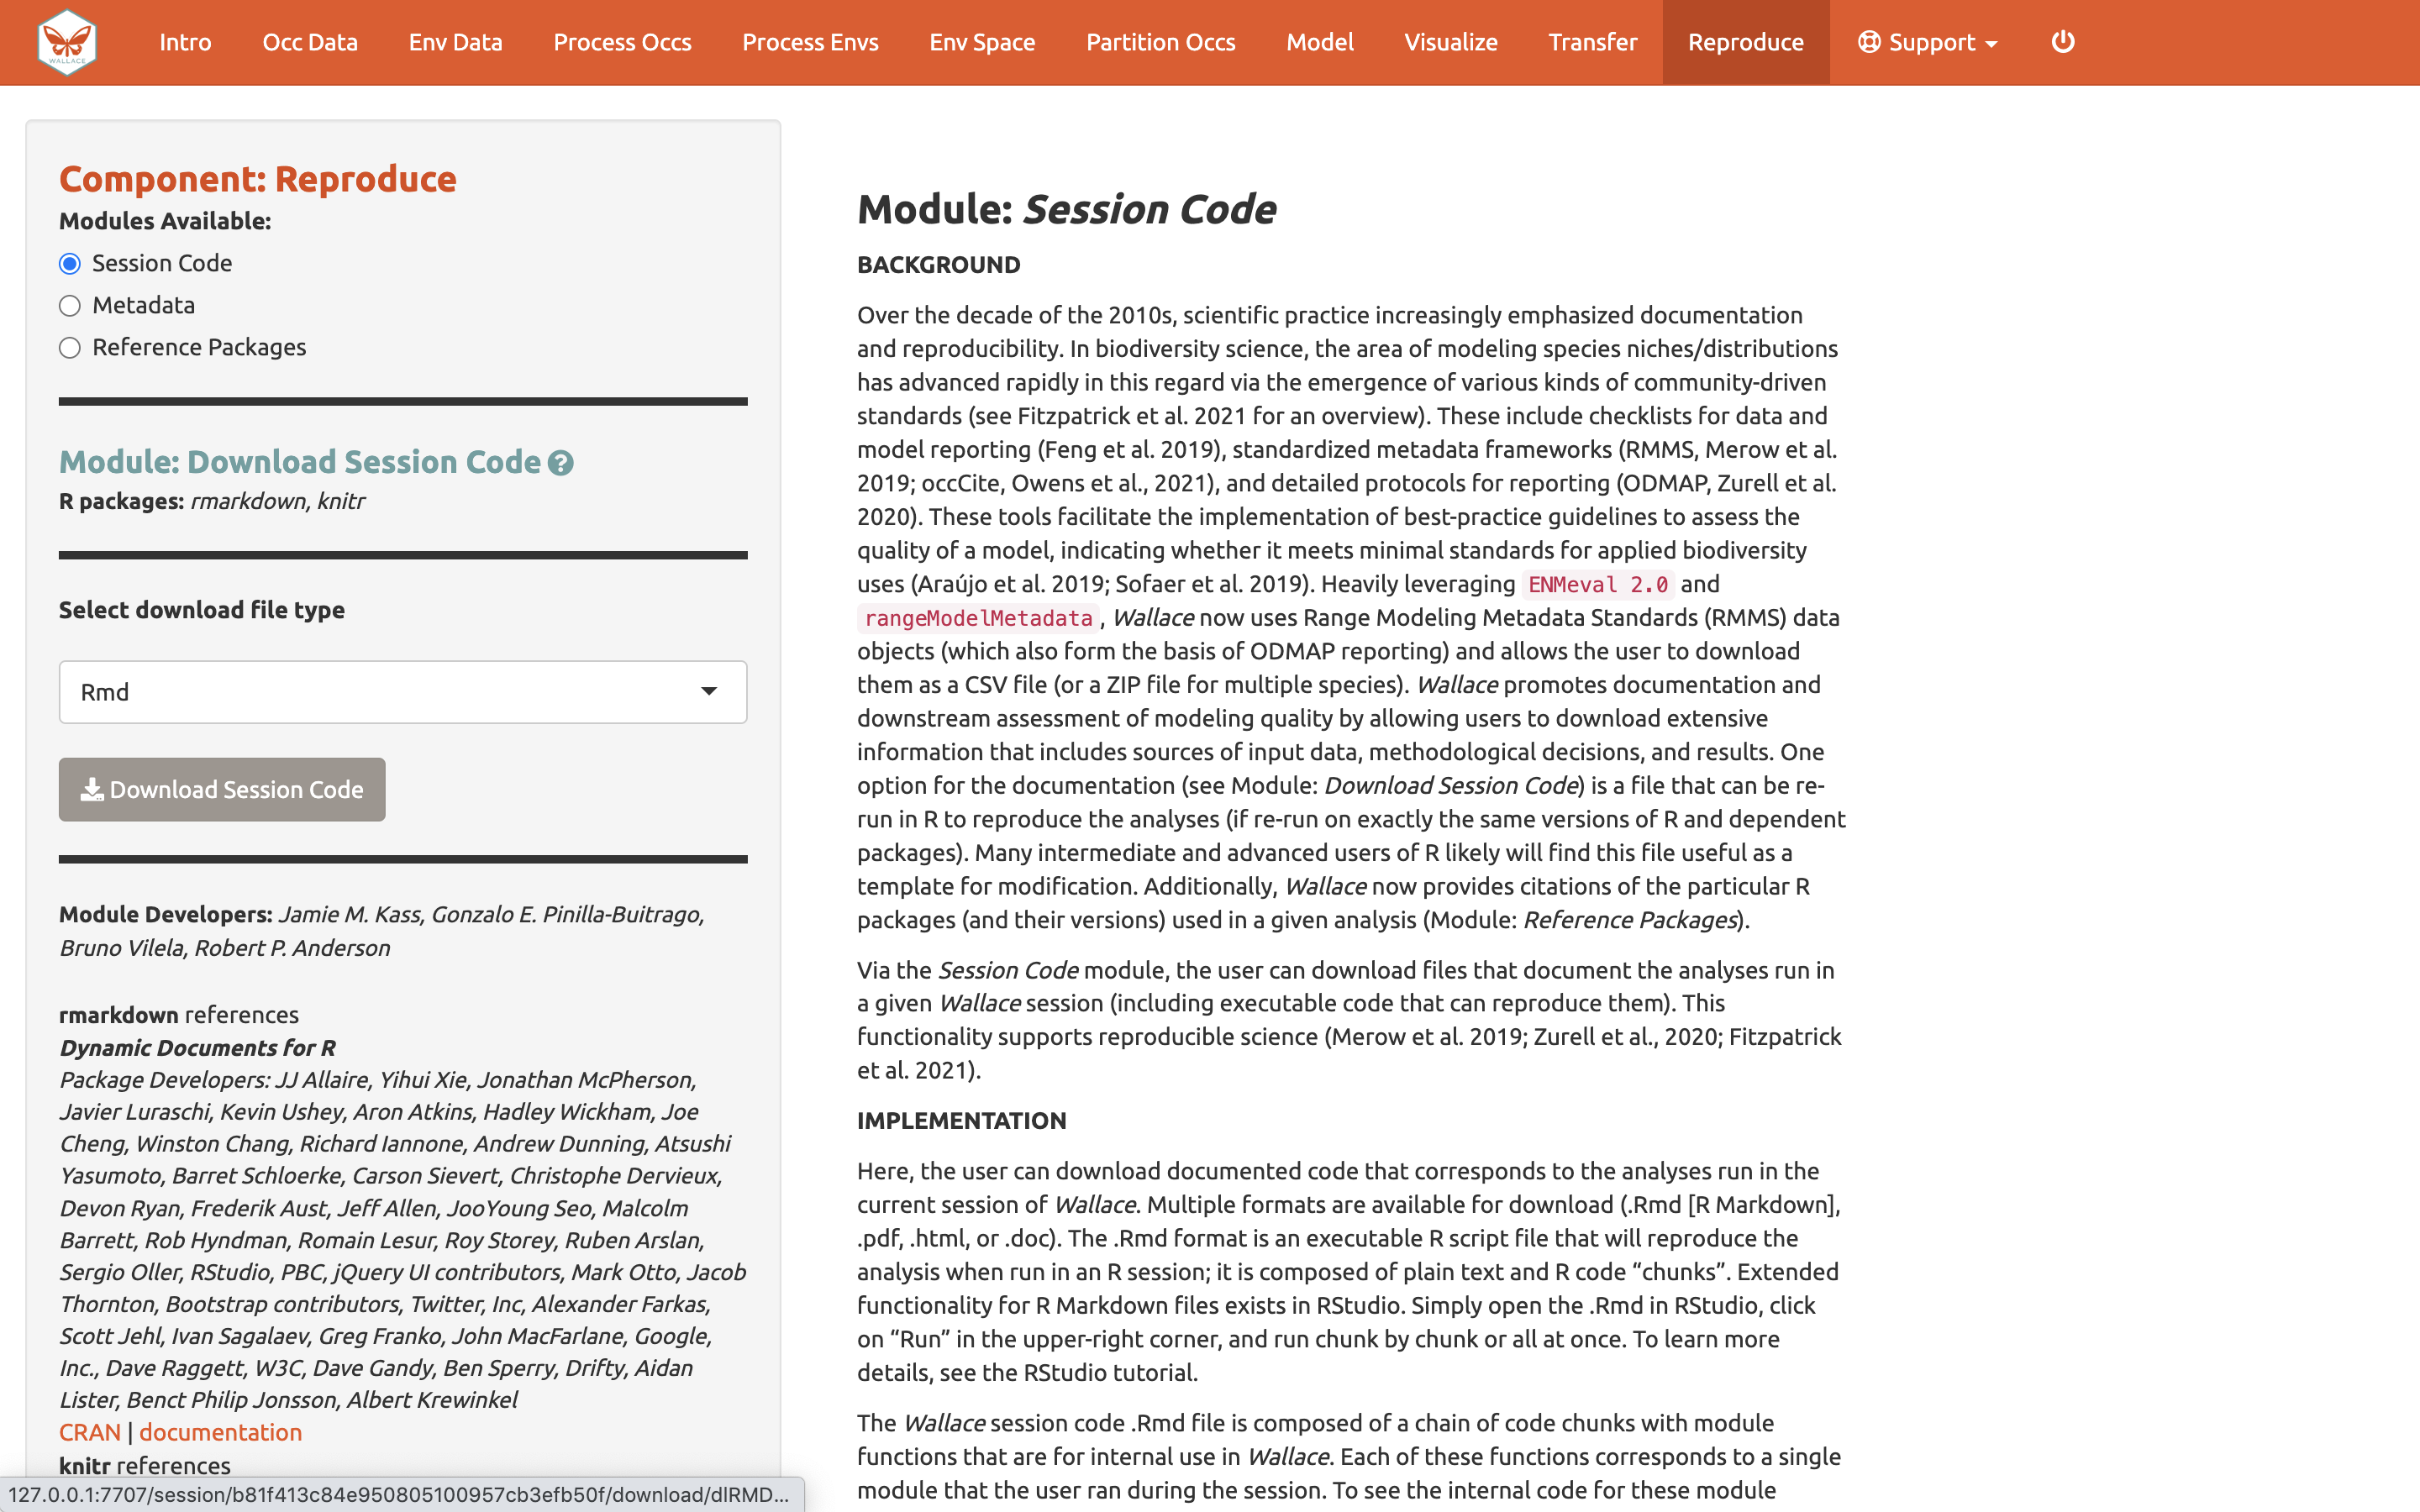 WALLACE
Intro Occ Data Env Data Process Occs Process Envs Env Space Partition Occs Model Visualize Transfer Reproduce Support
Component: Reproduce
Modules Available:
Session Code
Metadata
Reference Packages
Module: Download Session Code ?
R packages: rmarkdown, knitr
Select download file type
Rmd
Download Session Code
Module Developers: Jamie M. Kass, Gonzalo E. Pinilla-Buitrago,
Bruno Vilela, Robert P. Anderson
rmarkdown references
Dynamic Documents for R
Package Developers: JJ Allaire, Yihui Xie, Jonathan McPherson,
Javier Luraschi, Kevin Ushey, Aron Atkins, Hadley Wickham, Joe
Cheng, Winston Chang, Richard Iannone, Andrew Dunning, Atsushi
Yasumoto, Barret Schloerke, Carson Sievert, Christophe Dervieux,
Devon Ryan, Frederik Aust, Jeff Allen, JooYoung Seo, Malcolm
Barrett, Rob Hyndman, Romain Lesur, Roy Storey, Ruben Arslan,
Sergio Oller, RStudio, PBC, jQuery UI contributors, Mark Otto, Jacob
Thornton, Bootstrap contributors, Twitter, Inc, Alexander Farkas,
Scott Jehl, Ivan Sagalaev, Greg Franko, John MacFarlane, Google,
Inc., Dave Raggett, W3C, Dave Gandy, Ben Sperry, Drifty, Aidan
Lister, Benct Philip Jonsson, Albert Krewinkel
CRAN | documentation
knitr references
127.0.0.1:7707/session/b81f413c84e950805100957cb3efb50f/download/dlRMD...
Module: Session Code
BACKGROUND
Over the decade of the 2010s, scientific practice increasingly emphasized documentation
and reproducibility. In biodiversity science, the area of modeling species niches/distributions
has advanced rapidly in this regard via the emergence of various kinds of community-driven
standards (see Fitzpatrick et al. 2021 for an overview). These include checklists for data and
model reporting (Feng et al. 2019), standardized metadata frameworks (RMMS, Merow et al.
2019; occCite, Owens et al., 2021), and detailed protocols for reporting (ODMAP, Zurell et al.
2020). These tools facilitate the implementation of best-practice guidelines to assess the
quality of a model, indicating whether it meets minimal standards for applied biodiversity
uses (Araújo et al. 2019; Sofaer et al. 2019). Heavily leveraging ENMeval 2.0 and
rangeModelMetadata, Wallace now uses Range Modeling Metadata Standards (RMMS) data
objects (which also form the basis of ODMAP reporting) and allows the user to download
them as a CSV file (or a ZIP file for multiple species). Wallace promotes documentation and
downstream assessment of modeling quality by allowing users to download extensive
information that includes sources of input data, methodological decisions, and results. One
option for the documentation (see Module: Download Session Code) is a file that can be re-
run in R to reproduce the analyses (if re-run on exactly the same versions of R and dependent
packages). Many intermediate and advanced users of R likely will find this file useful as a
template for modification. Additionally, Wallace now provides citations of the particular R
packages (and their versions) used in a given analysis (Module: Reference Packages).
Via the Session Code module, the user can download files that document the analyses run in
a given Wallace session (including executable code that can reproduce them). This
functionality supports reproducible science (Merow et al. 2019; Zurell et al., 2020; Fitzpatrick
et al. 2021).
IMPLEMENTATION
Here, the user can download documented code that corresponds to the analyses run in the
current session of Wallace. Multiple formats are available for download (.Rmd [R Markdown],
.pdf, .html, or .doc). The .Rmd format is an executable R script file that will reproduce the
analysis when run in an R session; it is composed of plain text and R code “chunks”. Extended
functionality for R Markdown files exists in RStudio. Simply open the .Rmd in RStudio, click
on “Run” in the upper-right corner, and run chunk by chunk or all at once. To learn more
details, see the RStudio tutorial.
The Wallace session code .Rmd file is composed of a chain of code chunks with module
functions that are for internal use in Wallace. Each of these functions corresponds to a single
module that the user ran during the session. To see the internal code for these module